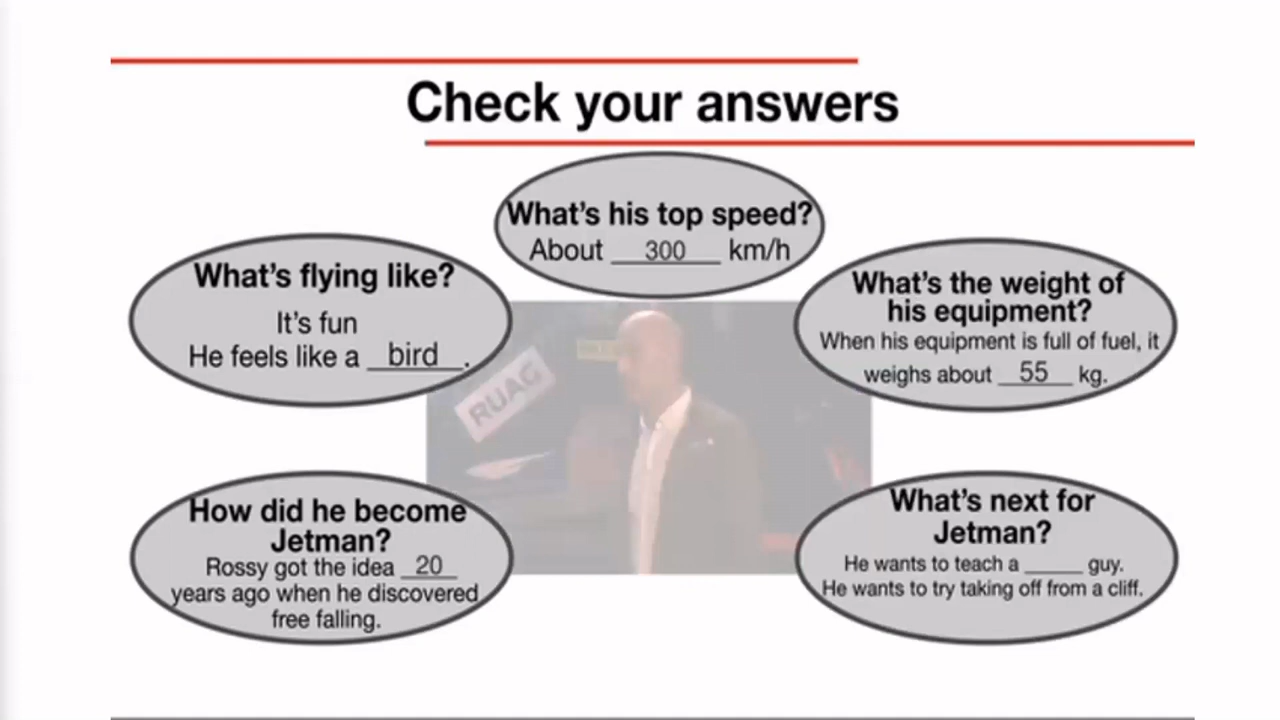 Check your answers
What's his top speed?
About 300 km/h
What's flying like?
It's fun
He feels like a bird.
What's the weight of
his equipment?
When his equipment is full of fuel, it
weighs about 55 kg.
RUAG
How did he become
Jetman?
Rossy got the idea 20
years ago when he discovered
free falling.
What's next for
Jetman?
He wants to teach a _____ guy.
He wants to try taking off from a cliff.